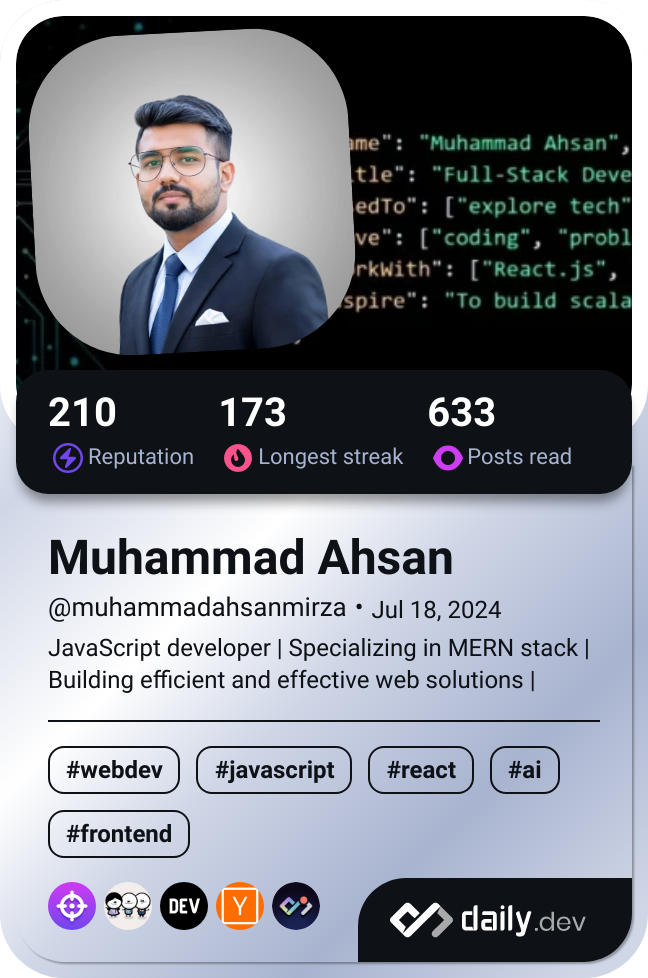 ame": "Muhammad Ahsan",
tle": "Full-Stack Deve
edTo": ["explore tech"
ve": ["coding", "probl
rkWith": ["React.js",
spire": "To build scala
210 173 633
Reputation Longest streak Posts read
Muhammad Ahsan
@muhammadahsanmirza • Jul 18, 2024
JavaScript developer | Specializing in MERN stack |
Building efficient and effective web solutions |
#webdev #javascript #react #ai
#frontend
DEV Y daily.dev